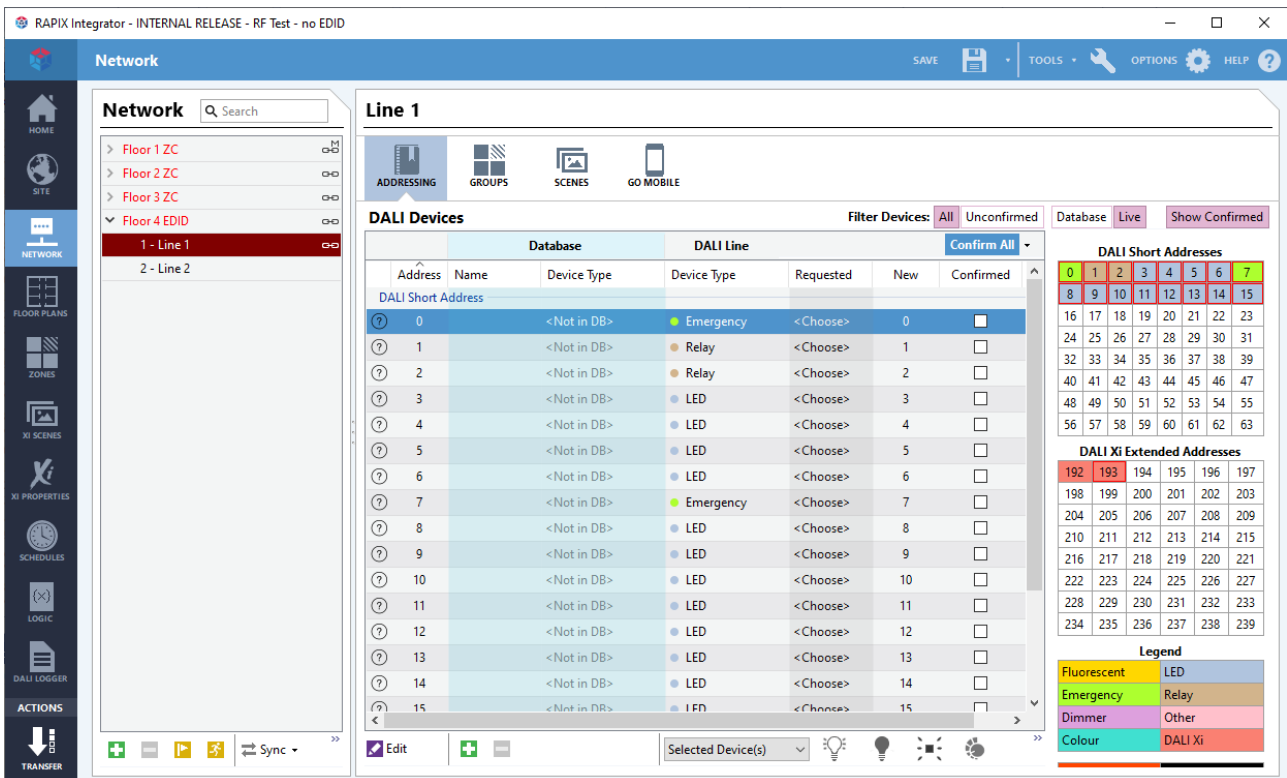 RAPIX Integrator - INTERNAL RELEASE - RF Test - no EDID
Network
SAVE
TOOLS
OPTIONS
HELP
HOME
SITE
NETWORK
FLOOR PLANS
ZONES
XI SCENES
XI PROPERTIES
SCHEDULES
LOGIC
DALI LOGGER
ACTIONS
TRANSFER
Network Search
Floor 1 ZC
Floor 2 ZC
Floor 3 ZC
Floor 4 EDID
1 - Line 1
2 - Line 2
Sync
Line 1
ADDRESSING GROUPS SCENES GO MOBILE
DALI Devices Filter Devices: All Unconfirmed Database Live Show Confirmed
Database DALI Line Confirm All
Address Name Device Type Device Type Requested New Confirmed
DALI Short Address
0 <Not in DB> Emergency <Choose> 0
1 <Not in DB> Relay <Choose> 1
2 <Not in DB> Relay <Choose> 2
3 <Not in DB> LED <Choose> 3
4 <Not in DB> LED <Choose> 4
5 <Not in DB> LED <Choose> 5
6 <Not in DB> LED <Choose> 6
7 <Not in DB> Emergency <Choose> 7
8 <Not in DB> LED <Choose> 8
9 <Not in DB> LED <Choose> 9
10 <Not in DB> LED <Choose> 10
11 <Not in DB> LED <Choose> 11
12 <Not in DB> LED <Choose> 12
13 <Not in DB> LED <Choose> 13
14 <Not in DB> LED <Choose> 14
15 <Not in DB> LED <Choose> 15
Edit Selected Device(s)
DALI Short Addresses
0 1 2 3 4 5 6 7
8 9 10 11 12 13 14 15
16 17 18 19 20 21 22 23
24 25 26 27 28 29 30 31
32 33 34 35 36 37 38 39
40 41 42 43 44 45 46 47
48 49 50 51 52 53 54 55
56 57 58 59 60 61 62 63
DALI Xi Extended Addresses
192 193 194 195 196 197
198 199 200 201 202 203
204 205 206 207 208 209
210 211 212 213 214 215
216 217 218 219 220 221
222 223 224 225 226 227
228 229 230 231 232 233
234 235 236 237 238 239
Legend
Fluorescent LED
Emergency Relay
Dimmer Other
Colour DALI Xi